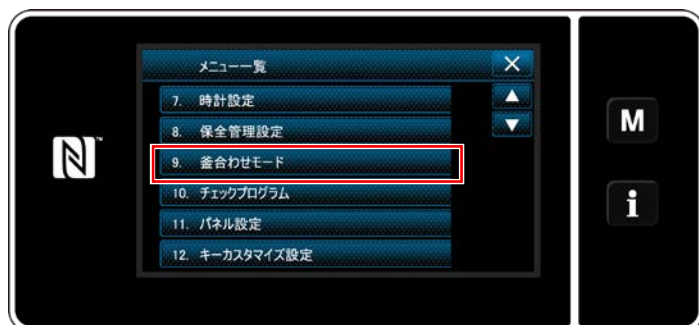 メニュー一覧
7. 時計設定
8. 保全管理設定
9. 釜合わせモード
10. チェックプログラム
11. パネル設定
12. キーカスタマイズ設定
M
i